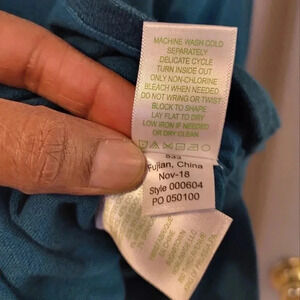 MACHINE WASH COLD
SEPARATELY
DELICATE CYCLE
TURN INSIDE OUT
ONLY NON-CHLORINE
BLEACH WHEN NEEDED
DO NOT WRING OR TWIST
BLOCK TO SHAPE
LAY FLAT TO DRY
LOW IRON IF NEEDED
OR DRY CLEAN
Fujian, China
Nov-18
Style 000604
PO 050100